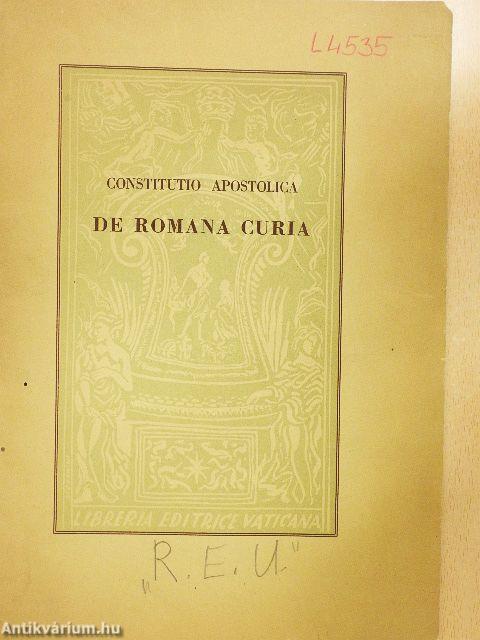 L4535
CONSTITUTIO APOSTOLICA
DE ROMANA CURIA
LIBRERIA EDITRICE VATICANA
„R.E.U."
Antikvárium.hu